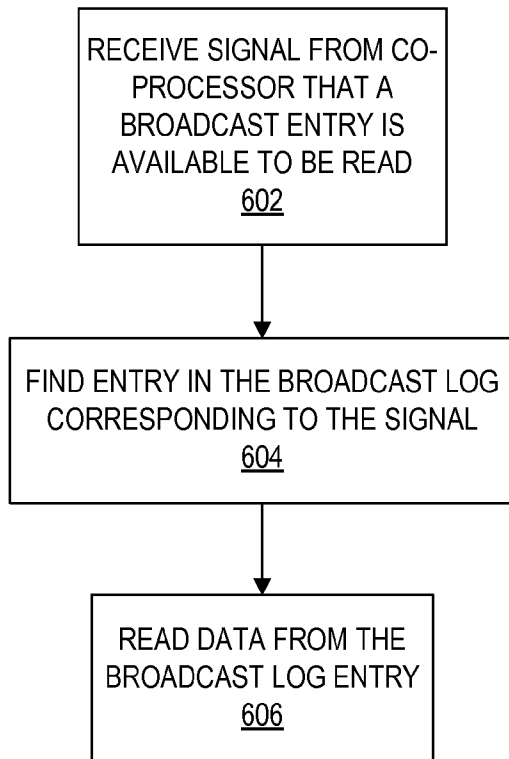 RECEIVE SIGNAL FROM CO-
PROCESSOR THAT A
BROADCAST ENTRY IS
AVAILABLE TO BE READ
602
FIND ENTRY IN THE BROADCAST LOG
CORRESPONDING TO THE SIGNAL
604
READ DATA FROM THE
BROADCAST LOG ENTRY
606